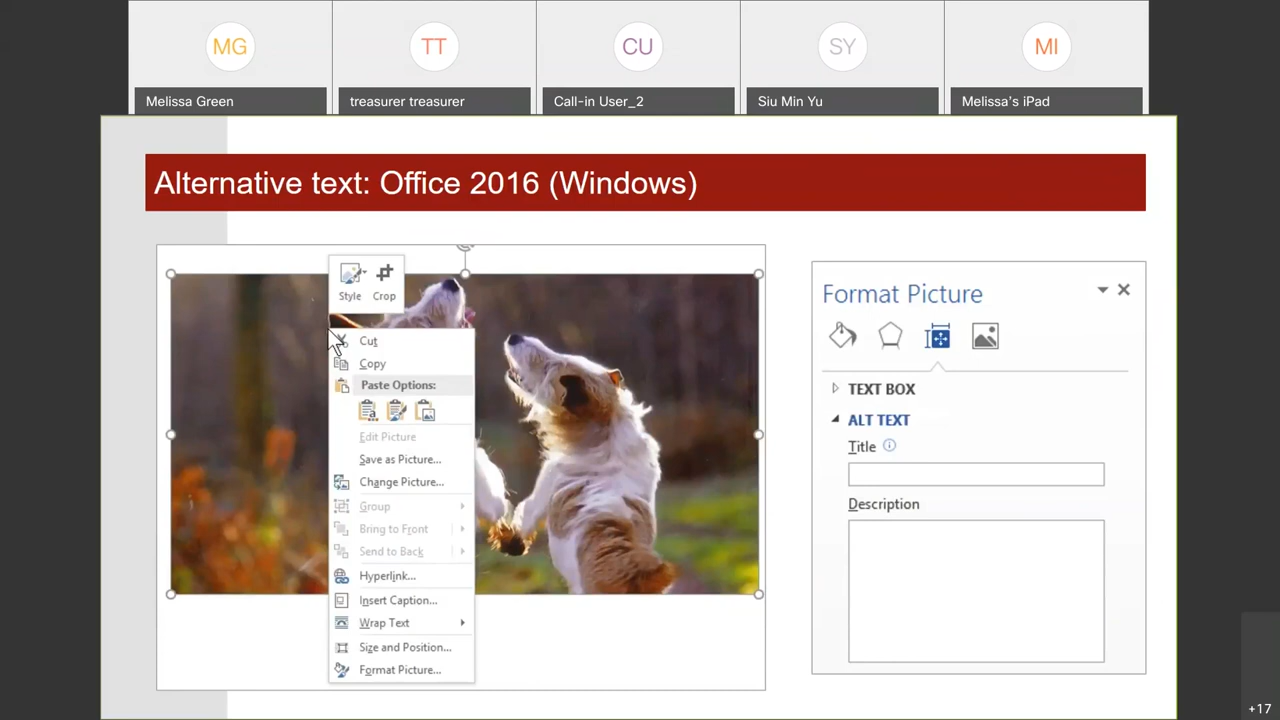 MG
TT
CU
SY
MI
Melissa Green
treasurer treasurer
Call-in User_2
Siu Min Yu
Melissa's iPad
Alternative text: Office 2016 (Windows)
Style
Crop
Cut
Copy
Paste Options:
Edit Picture
Save as Picture...
Change Picture...
Group
Bring to Front
Send to Back
Hyperlink...
Insert Caption...
Wrap Text
Size and Position...
Format Picture...
Format Picture
TEXT BOX
ALT TEXT
Title
Description
+17